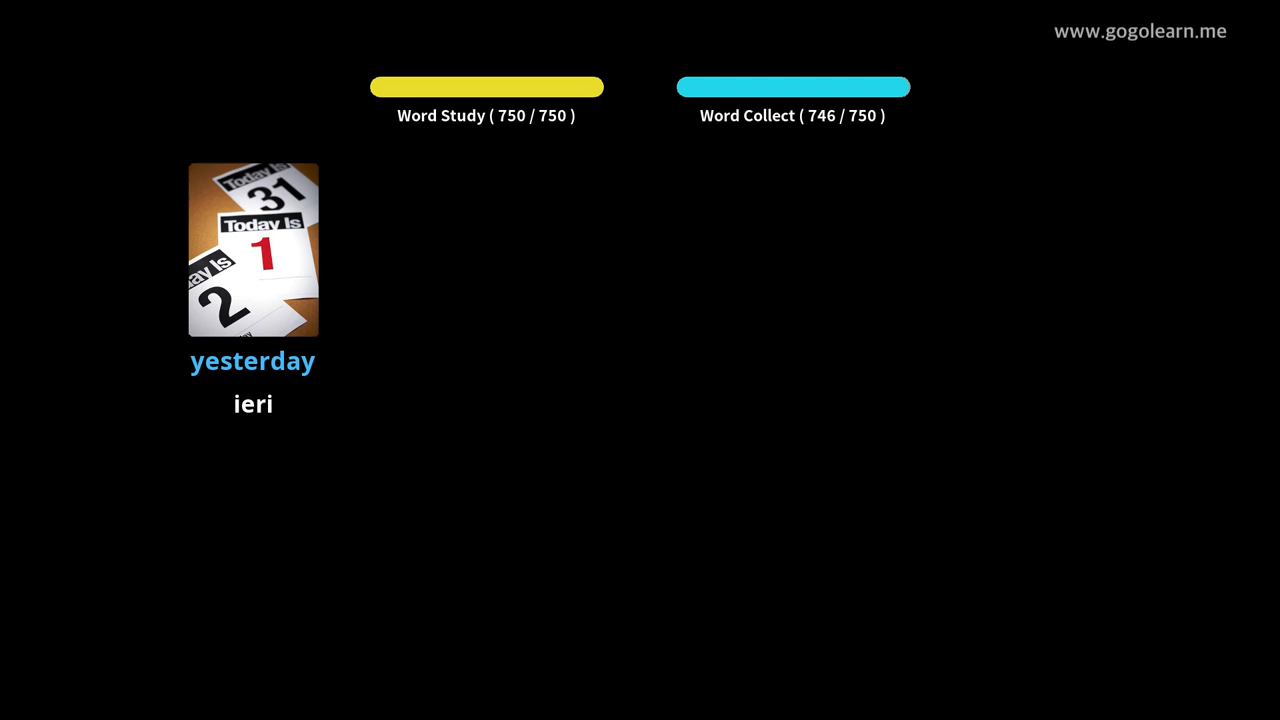 www.gogolearn.me
Word Study ( 750 / 750 )
Word Collect ( 746 / 750 )
Today Is
31
Today Is
1
ay Is
2
yesterday
ieri